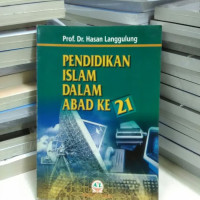 Prof. Dr. Hasan Langgulung
PENDIDIKAN
ISLAM
DALAM
ABAD KE 21